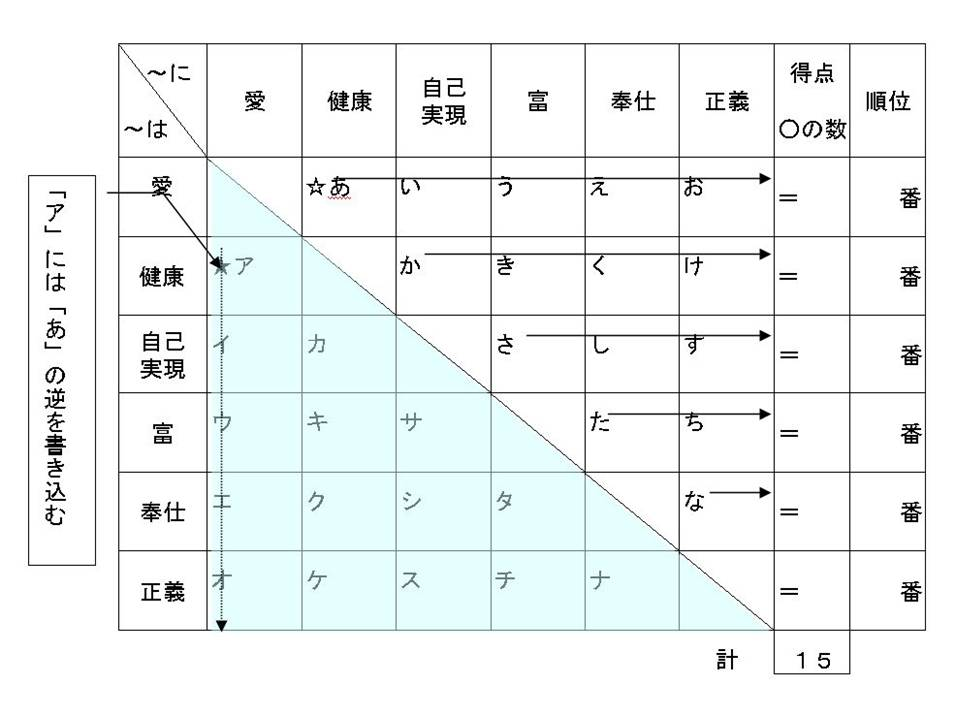 ～に
～は
愛
健康
自己
実現
富
奉仕
正義
得点
〇の数
順位
「ア」には「あ」の逆を書き込む
愛 ☆あ い う え お ＝ 番
健康 ★ア か き く け ＝ 番
自己
実現
イ カ さ し す ＝ 番
富 ウ キ サ た ち ＝ 番
奉仕 エ ク シ タ な ＝ 番
正義 オ ケ ス チ ナ ＝ 番
計 １５